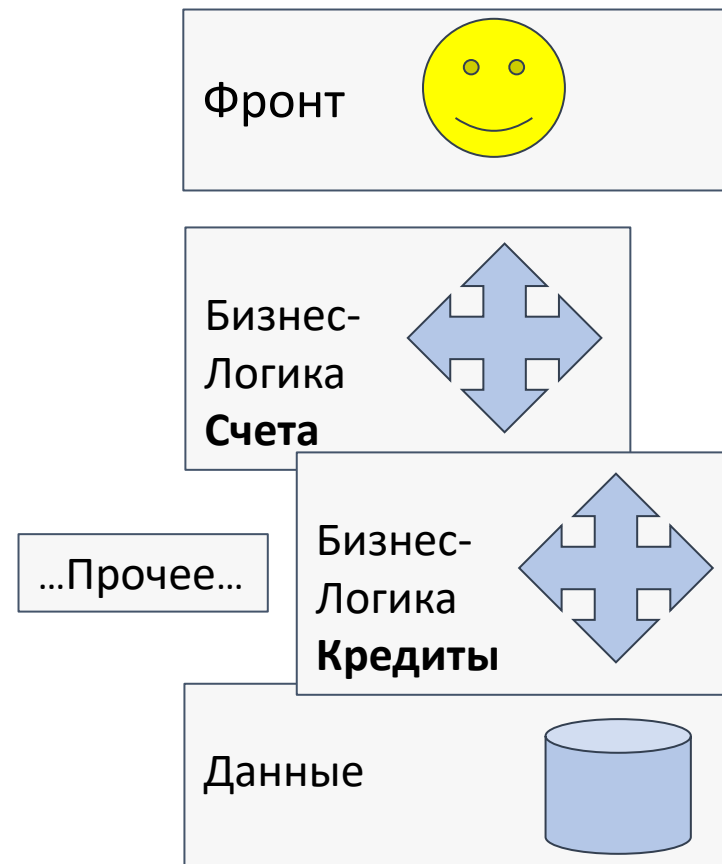 Фронт
Бизнес-
Логика
Счета
...Прочее...
Бизнес-
Логика
Кредиты
Данные